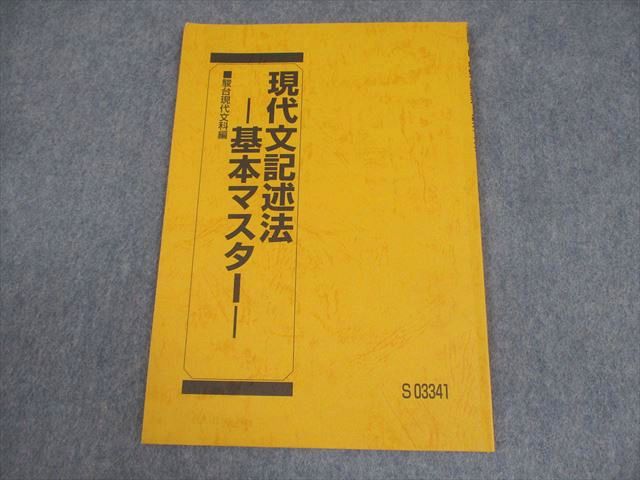 現代文記述法
―基本マスター―
■駿台現代文科編
S 03341